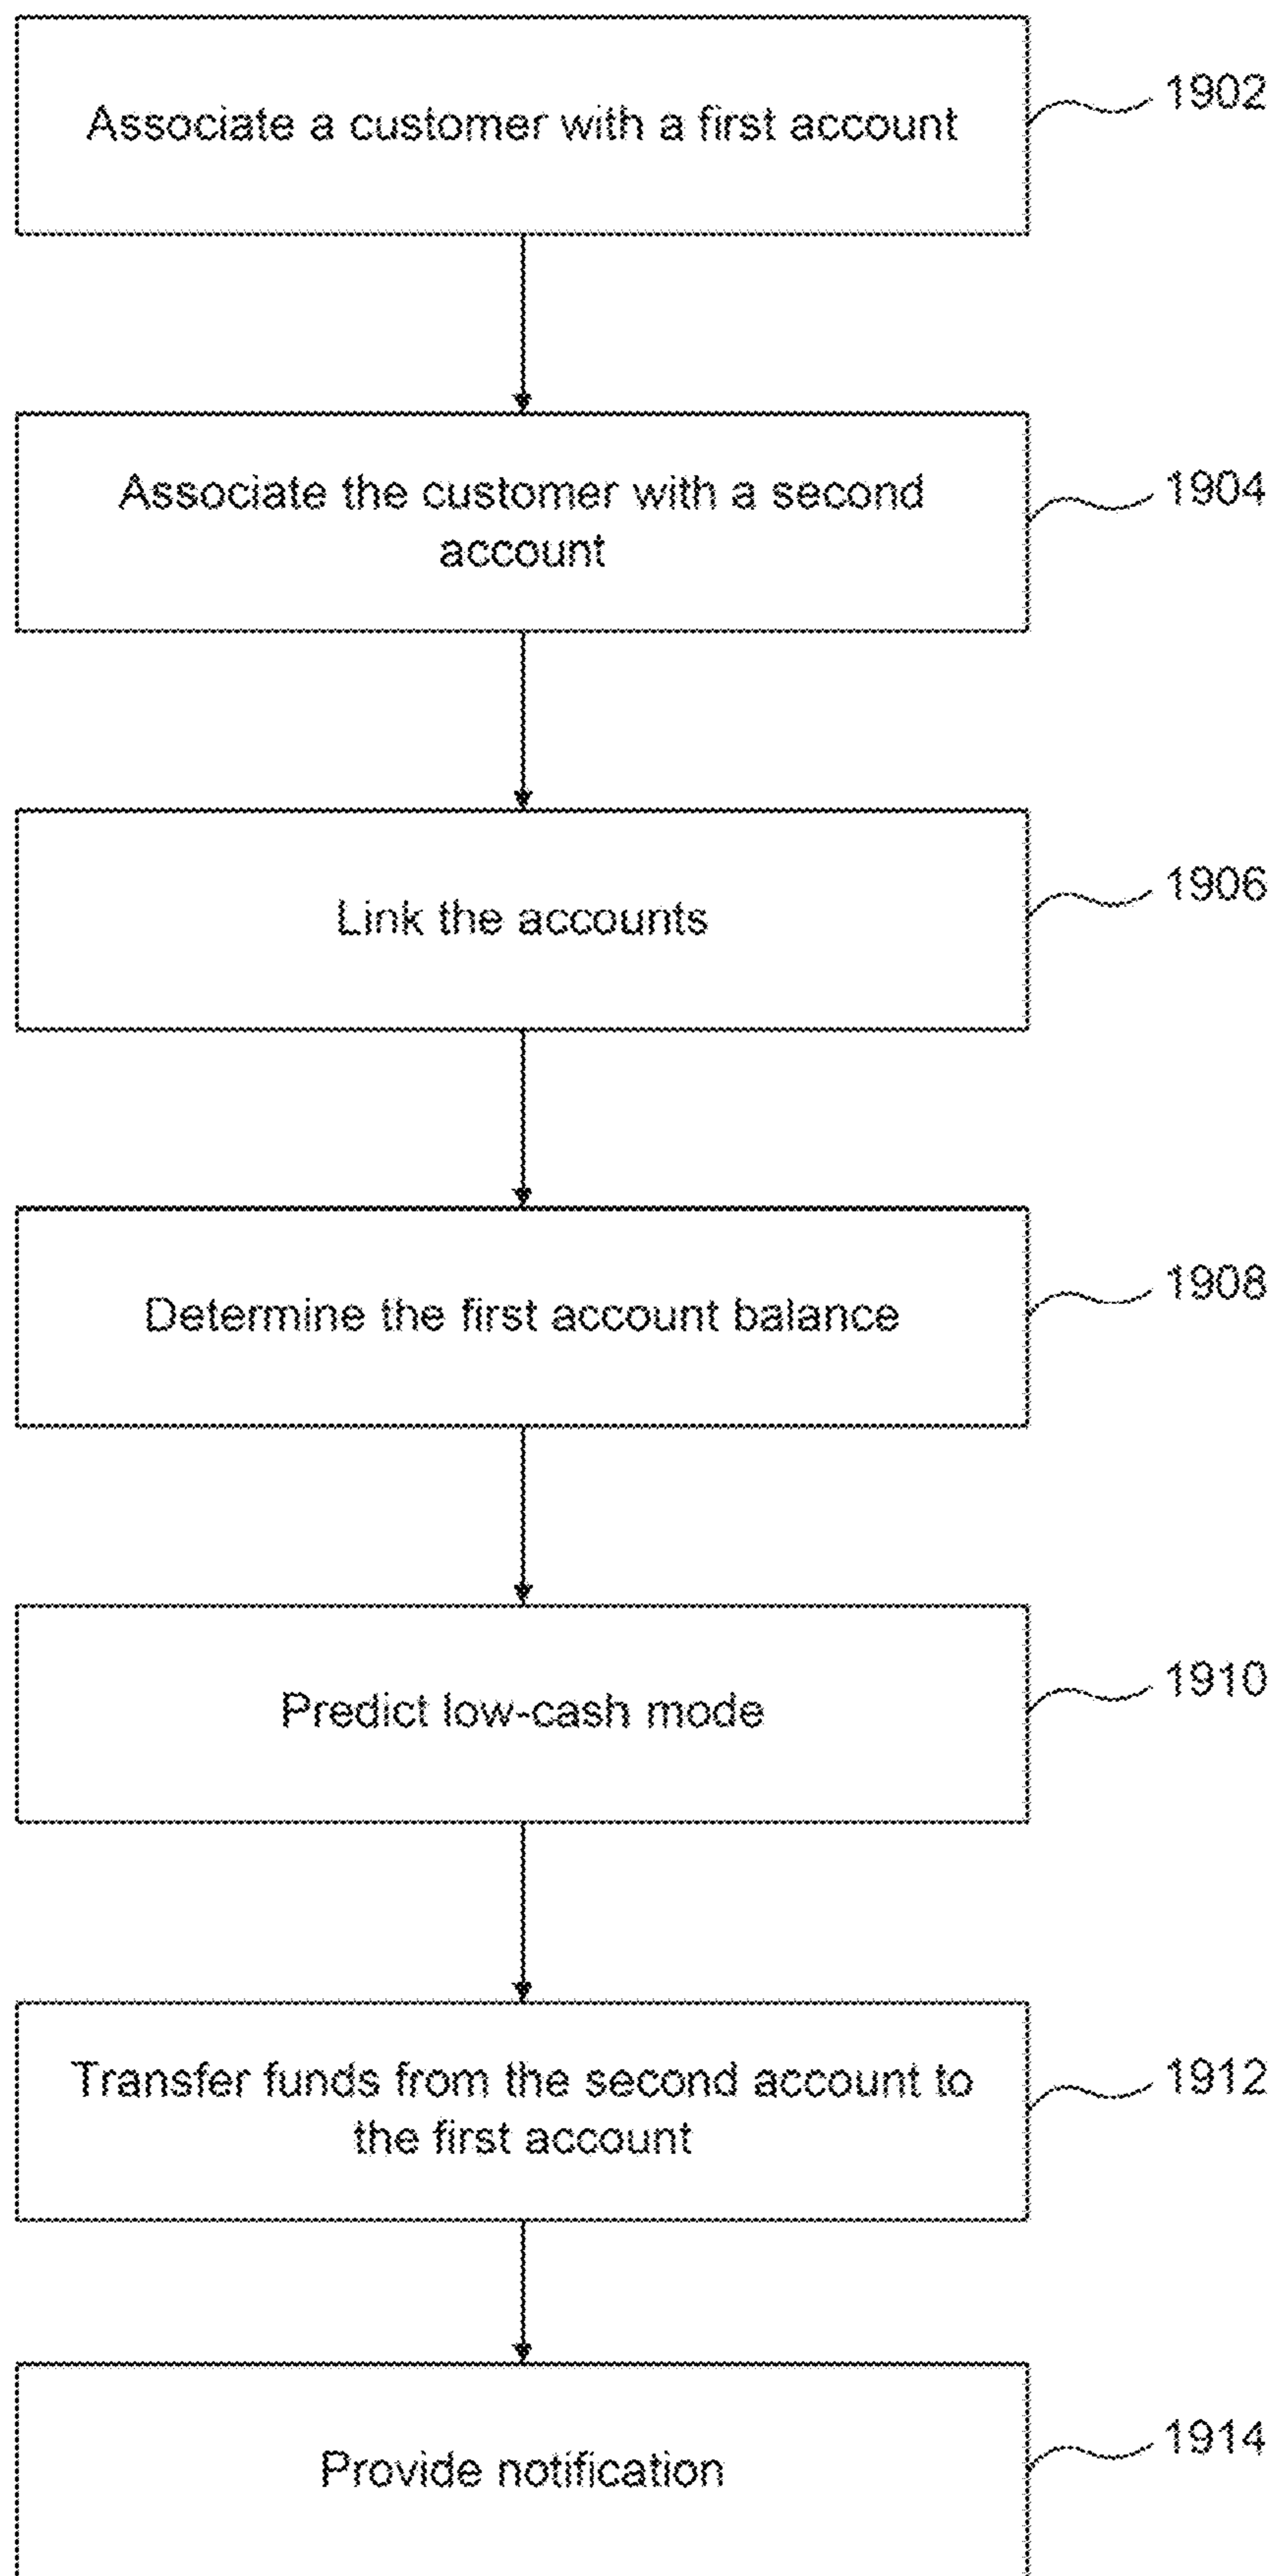 Associate a customer with a first account
1902
Associate the customer with a second
account
1904
Link the accounts
1906
Determine the first account balance
1908
Predict low-cash mode
1910
Transfer funds from the second account to
the first account
1912
Provide notification
1914